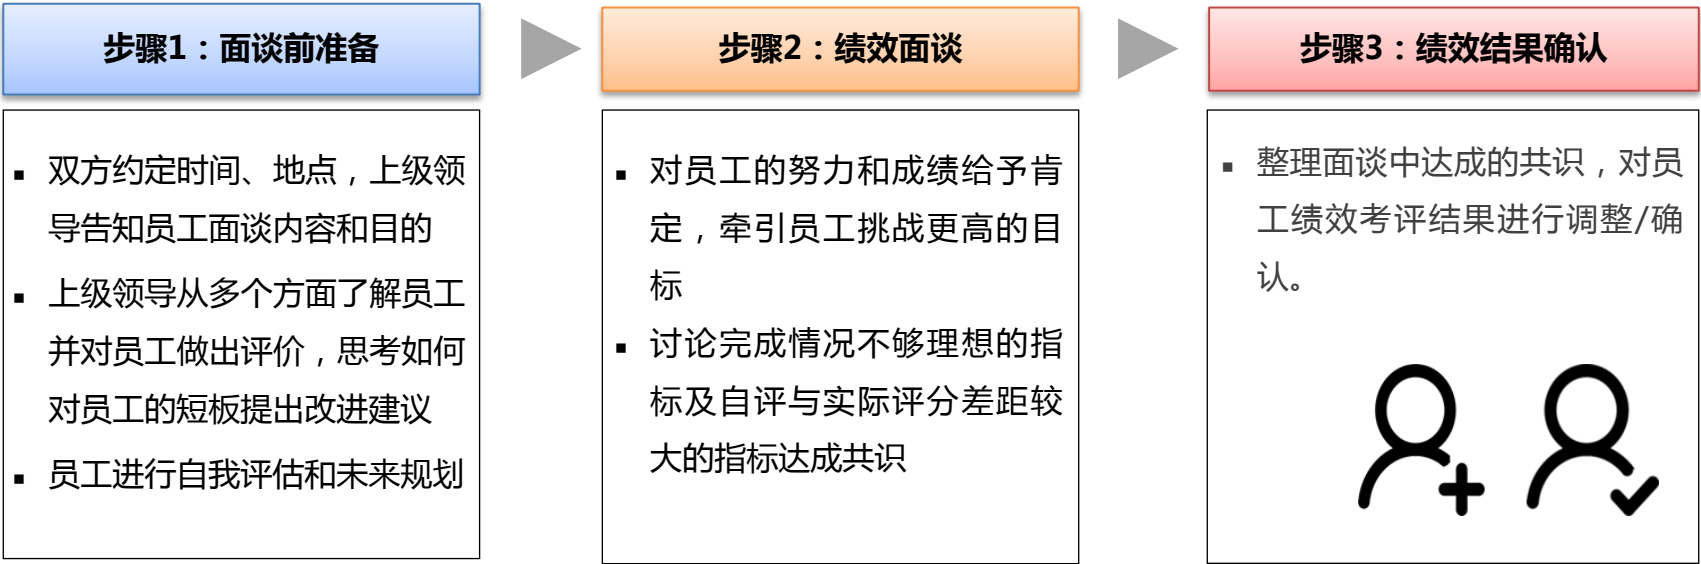 步骤1：面谈前准备
▪ 双方约定时间、地点，上级领
导告知员工面谈内容和目的
▪ 上级领导从多个方面了解员工
并对员工做出评价，思考如何
对员工的短板提出改进建议
▪ 员工进行自我评估和未来规划
步骤2：绩效面谈
▪ 对员工的努力和成绩给予肯
定，牵引员工挑战更高的目
标
▪ 讨论完成情况不够理想的指
标及自评与实际评分差距较
大的指标达成共识
步骤3：绩效结果确认
▪ 整理面谈中达成的共识，对员
工绩效考评结果进行调整/确
认。